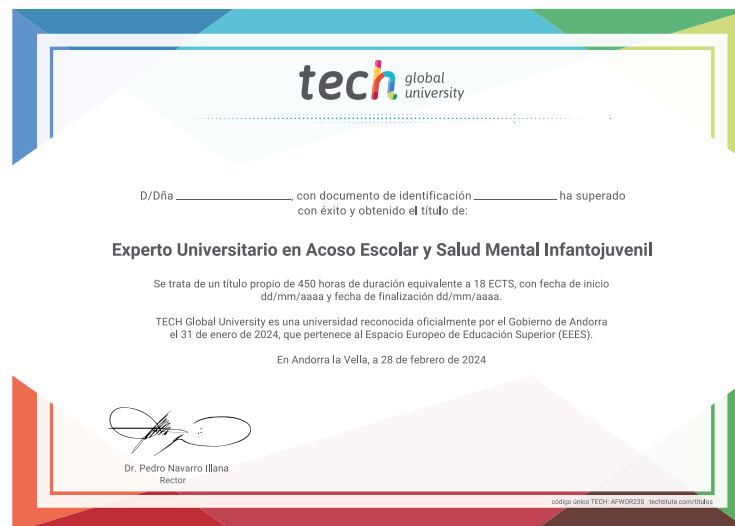 tech global
university
D/Dña ______________, con documento de identificación __________ ha superado
con éxito y obtenido el título de:
Experto Universitario en Acoso Escolar y Salud Mental Infantojuvenil
Se trata de un título propio de 450 horas de duración equivalente a 18 ECTS, con fecha de inicio
dd/mm/aaaa y fecha de finalización dd/mm/aaaa.
TECH Global University es una universidad reconocida oficialmente por el Gobierno de Andorra
el 31 de enero de 2024, que pertenece al Espacio Europeo de Educación Superior (EEES).
En Andorra la Vella, a 28 de febrero de 2024
Dr. Pedro Navarro Illana
Rector
código único TECH: AFWOR23S techtitute.com/titulos